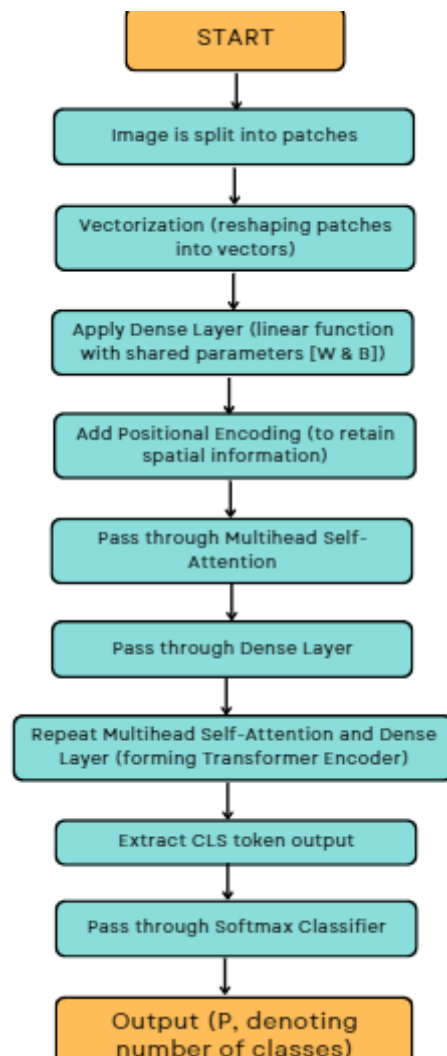 START
Image is split into patches
Vectorization (reshaping patches
into vectors)
Apply Dense Layer (linear function
with shared parameters [W & B])
Add Positional Encoding (to retain
spatial information)
Pass through Multihead Self-
Attention
Pass through Dense Layer
Repeat Multihead Self-Attention and Dense
Layer (forming Transformer Encoder)
Extract CLS token output
Pass through Softmax Classifier
Output (P, denoting
number of classes)